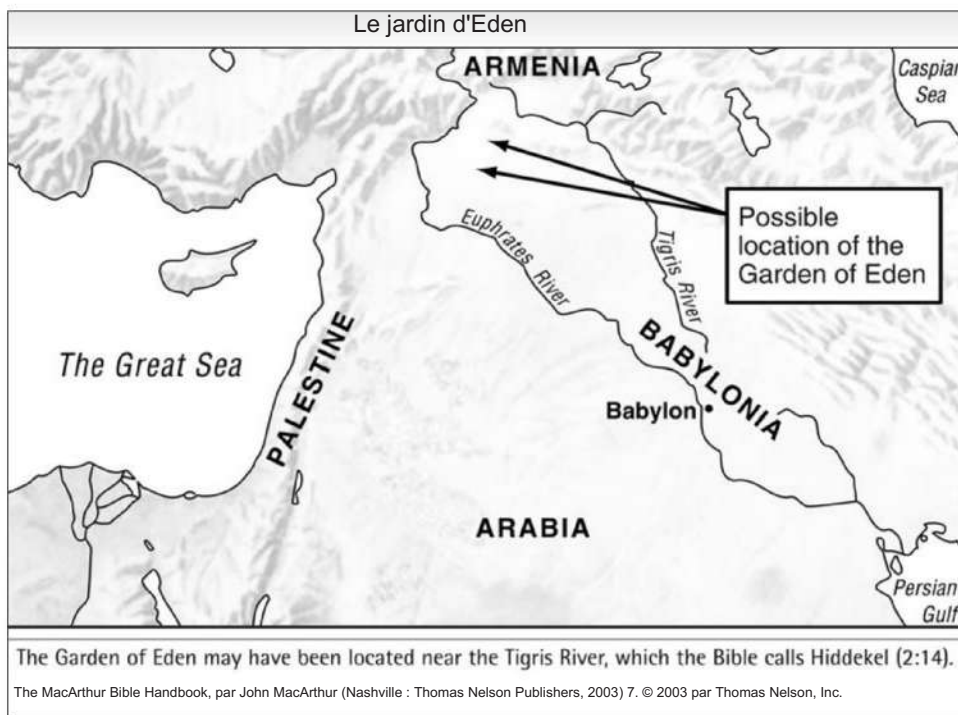 Le jardin d'Eden
ARMENIA
Caspian
Sea
Possible
location of the
Garden of Eden
Euphrates River
Tigris River
The Great Sea
PALESTINE
BABYLONIA
Babylon
ARABIA
Persian
Gulf
The Garden of Eden may have been located near the Tigris River, which the Bible calls Hiddekel (2:14).
The MacArthur Bible Handbook, par John MacArthur (Nashville : Thomas Nelson Publishers, 2003) 7. © 2003 par Thomas Nelson, Inc.